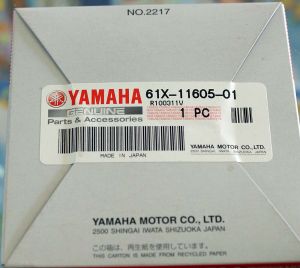 NO.2217
YAMAHA
GENUINE
Parts & Accessories
61X-11605-01
R100311V
1 PC
MADE IN JAPAN
YAMAHA MOTOR CO., LTD.
YAMAHA MOTOR CO., LTD.
2500 SHINGAI IWATA SHIZUOKA JAPAN
この箱は、再生紙を使用しています。
THIS CARTON IS MADE FROM RECYCLED PAPER